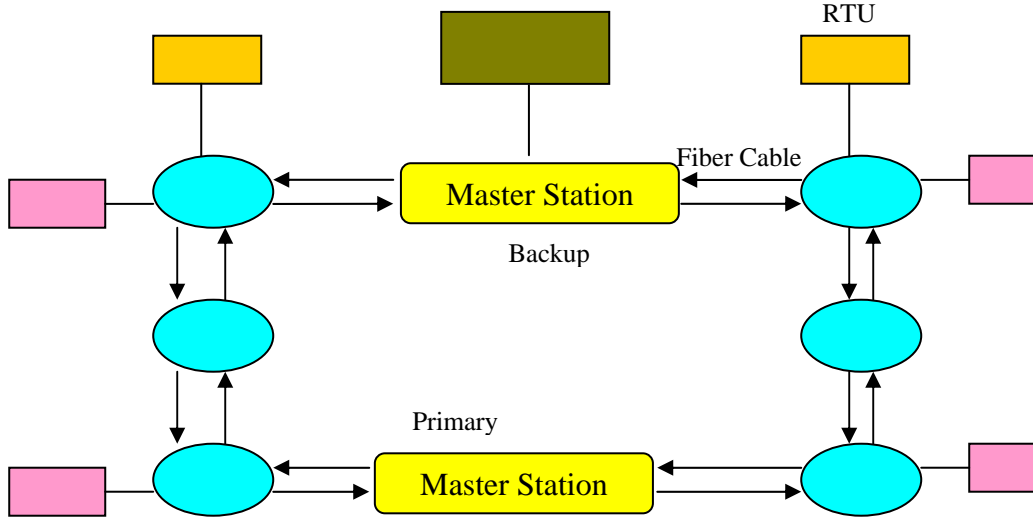 RTU
Fiber Cable
Master Station
Backup
Primary
Master Station